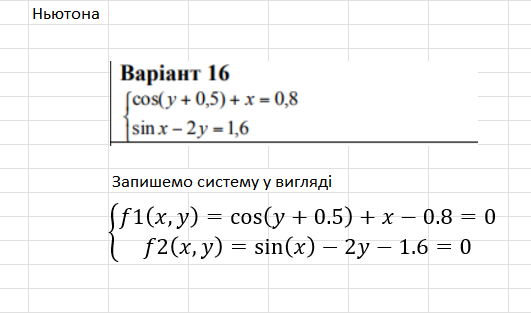 Ньютона
Варіант 16
cos(y + 0,5) + x = 0,8
sin x – 2y = 1,6
Запишемо систему у вигляді
f1(x, y) = cos(y + 0.5) + x − 0.8 = 0
f2(x, y) = sin(x) − 2y − 1.6 = 0